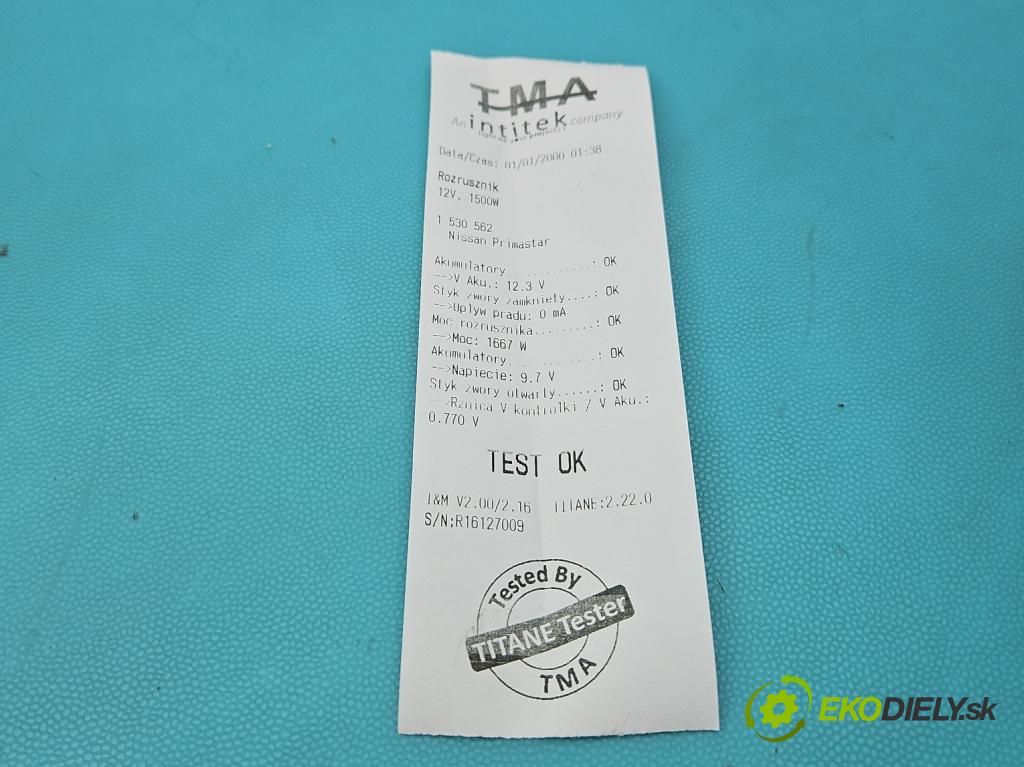 TMA
An intitek company
Data/Czas: 01/01/2000 01:38
Rozrusznik
12V, 1500W
1 530 562
Nissan Primastar
Akumulatory.............: OK
-->V Aku.: 12.3 V
Styk zwory zamkniety....: OK
-->Uplyw pradu: 0 mA
Moc rozrusznika.........: OK
-->Moc: 1667 W
Akumulatory.............: OK
-->Napiecie: 9.7 V
Styk zwory otwarty......: OK
-->Rznica V kontrolki / V Aku.:
0.770 V
TEST OK
I&M V2.00/2.16 TITANE:2.22.0
S/N:R16127009
Tested By
TITANE Tester
TMA
EKODIELY.sk